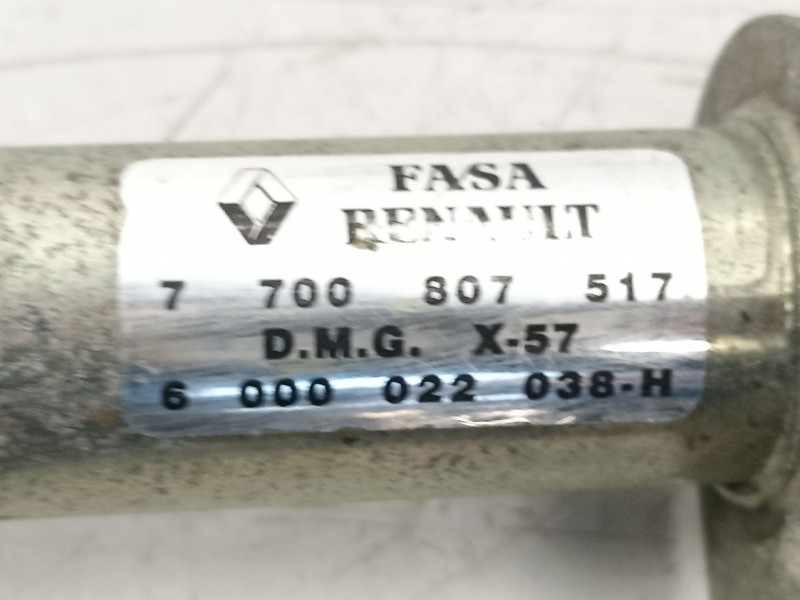 FASA
RENAULT
7 700 807 517
D.M.G. X-57
6 000 022 038-H